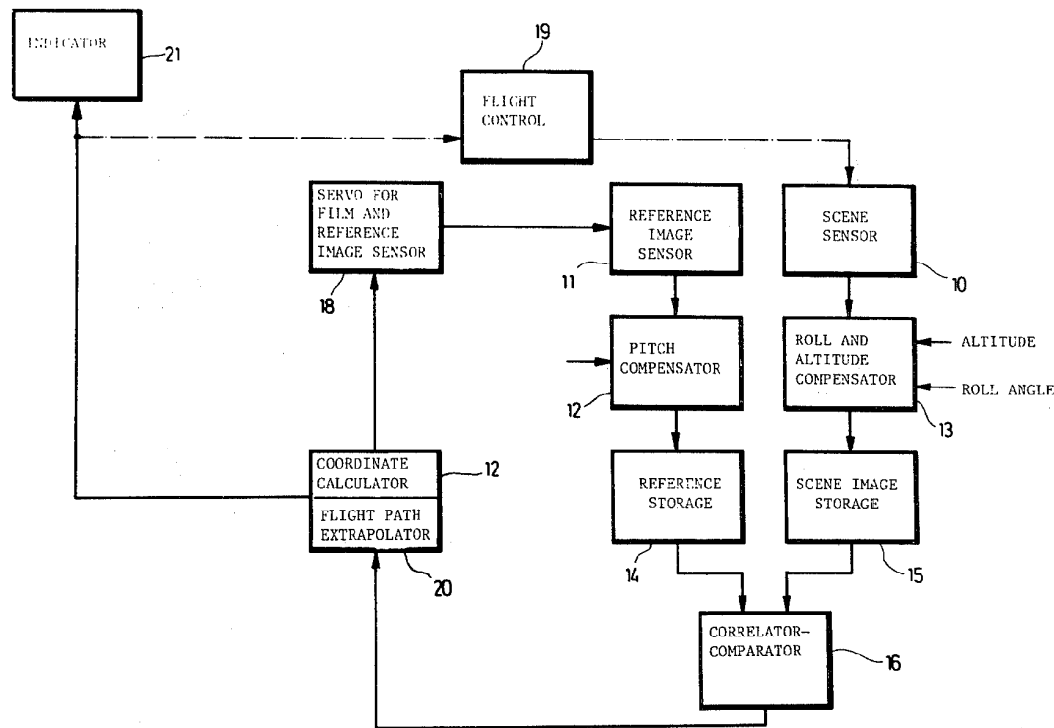 INDICATOR
21
19
FLIGHT
CONTROL
SERVO FOR
FILM AND
REFERENCE
IMAGE SENSOR
18
REFERENCE
IMAGE
SENSOR
11
SCENE
SENSOR
10
PITCH
COMPENSATOR
12
ROLL AND
ALTITUDE
COMPENSATOR
13
ALTITUDE
ROLL ANGLE
COORDINATE
CALCULATOR
12
FLIGHT PATH
EXTRAPOLATOR
20
REFERENCE
STORAGE
14
SCENE IMAGE
STORAGE
15
CORRELATOR-
COMPARATOR
16